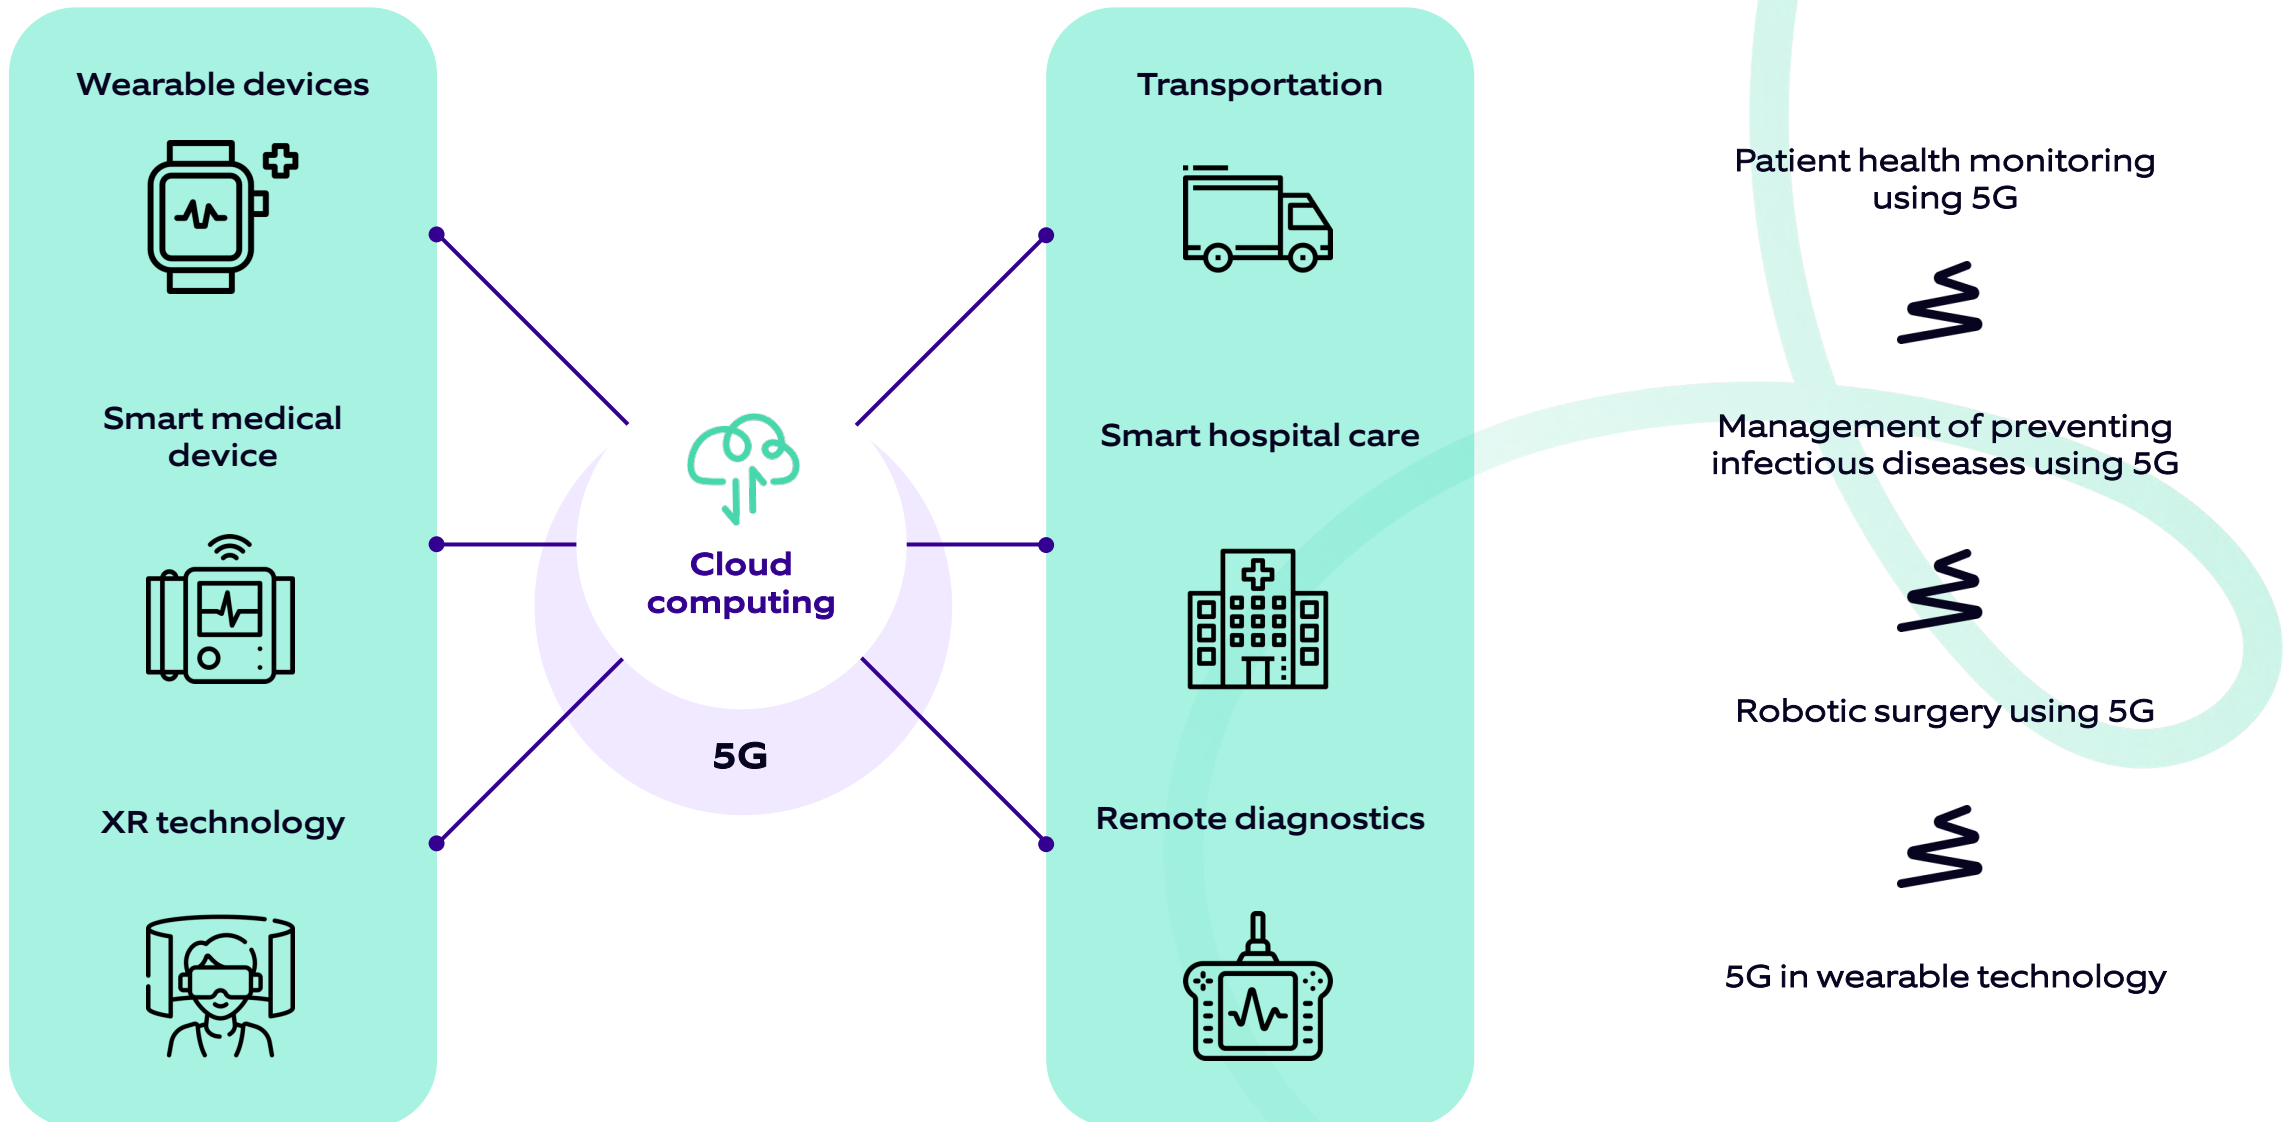 Wearable devices
Smart medical
device
XR technology
Cloud
computing
5G
Transportation
Smart hospital care
Remote diagnostics
Patient health monitoring
using 5G
Management of preventing
infectious diseases using 5G
Robotic surgery using 5G
5G in wearable technology